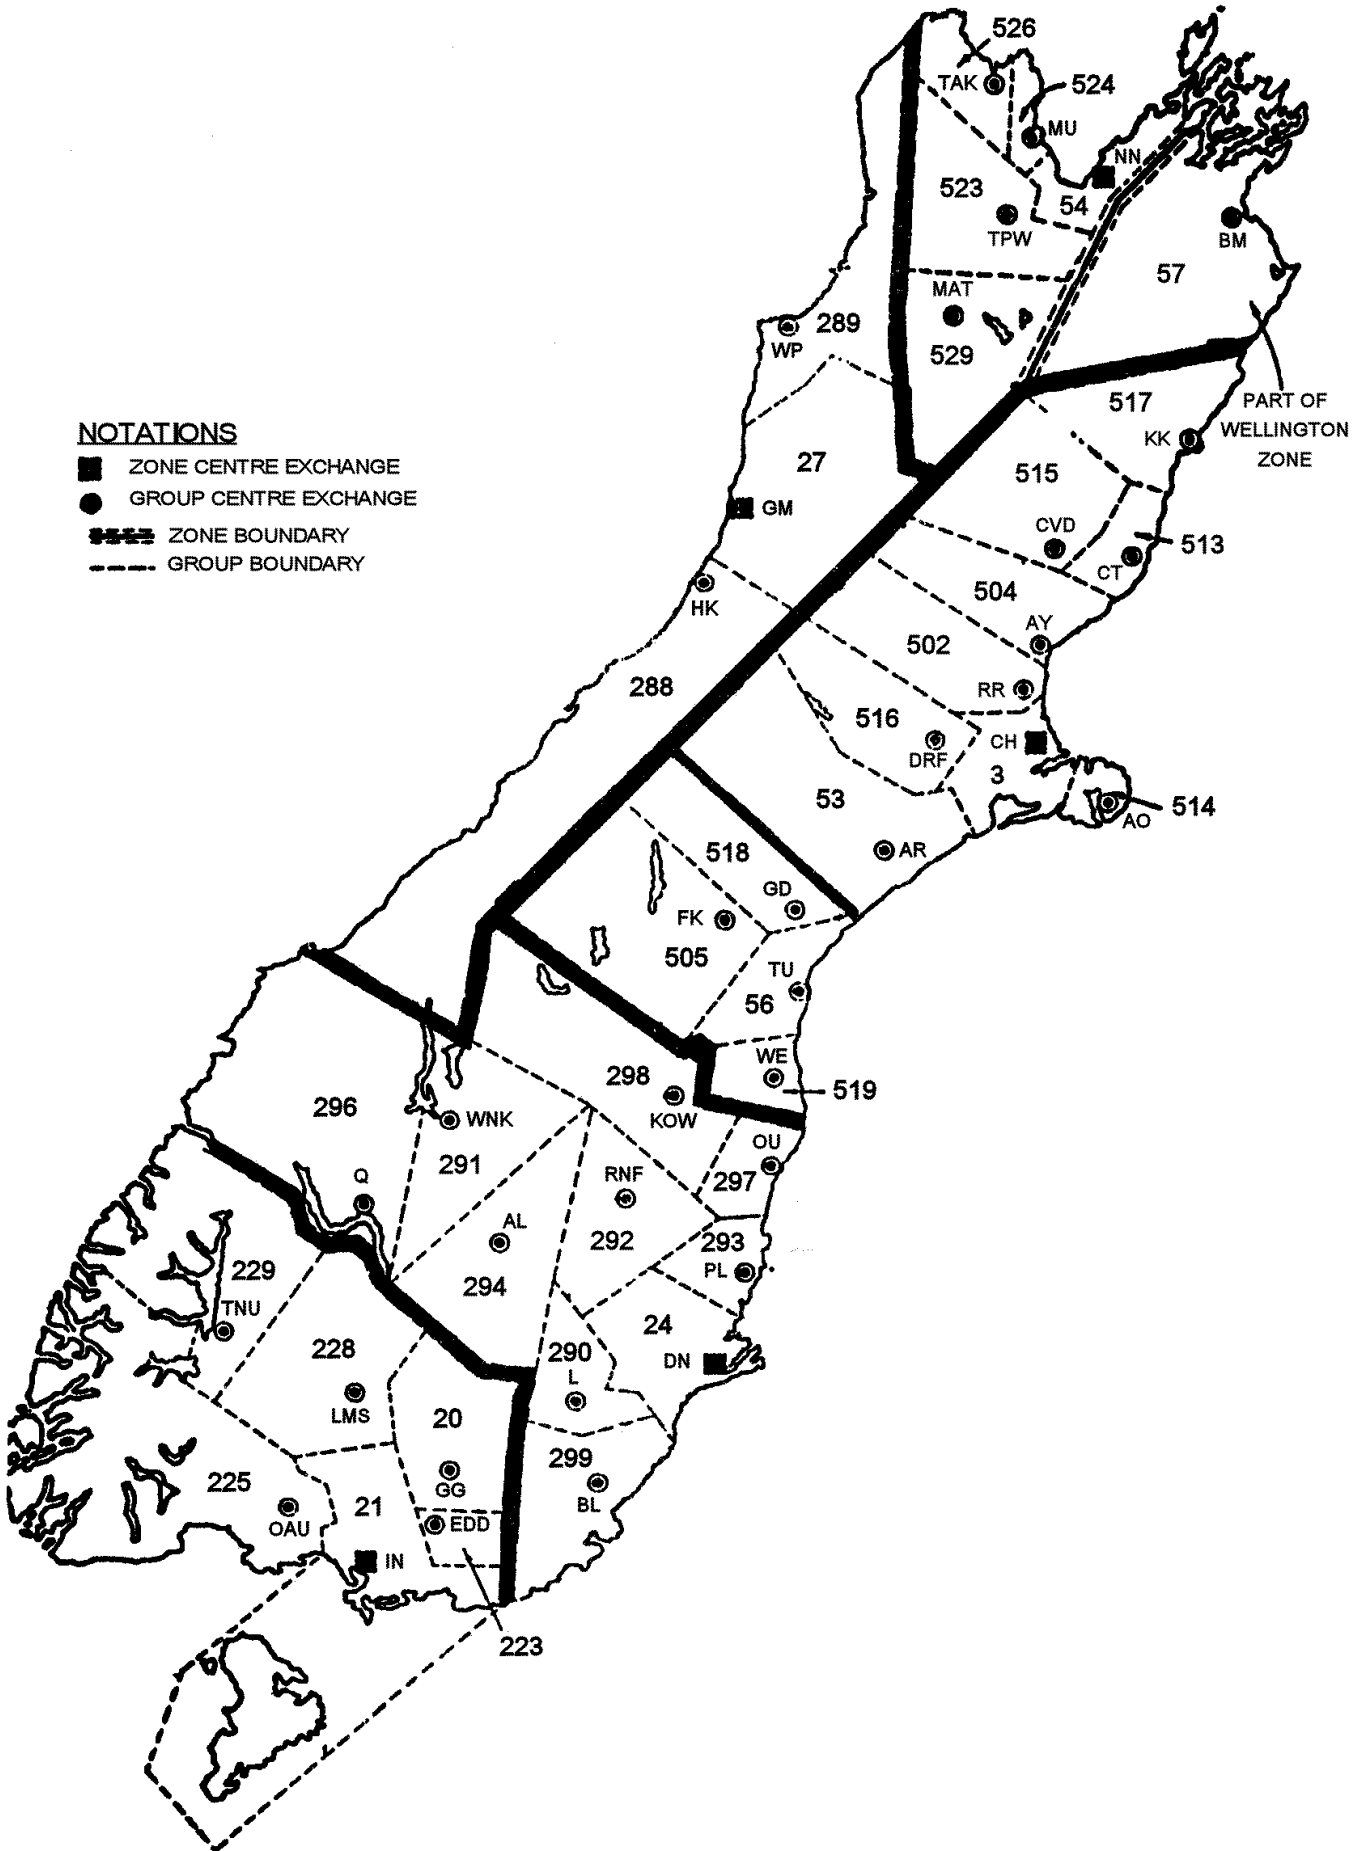 526
TAK
524
MU
NN
523
54
TPW
BM
57
MAT
289
WP
529
517
PART OF
WELLINGTON
ZONE
KK
NOTATIONS
ZONE CENTRE EXCHANGE
GROUP CENTRE EXCHANGE
ZONE BOUNDARY
GROUP BOUNDARY
27
515
GM
CVD
513
CT
504
HK
AY
502
288
RR
516
CH
DRF
3
53
514
AO
AR
518
GD
FK
505
TU
56
WE
298
519
296
KOW
WNK
OU
291
Q
RNF
297
AL
292
293
229
PL
294
TNU
24
228
290
DN
L
LMS
20
299
225
GG
BL
21
OAU
EDD
IN
223